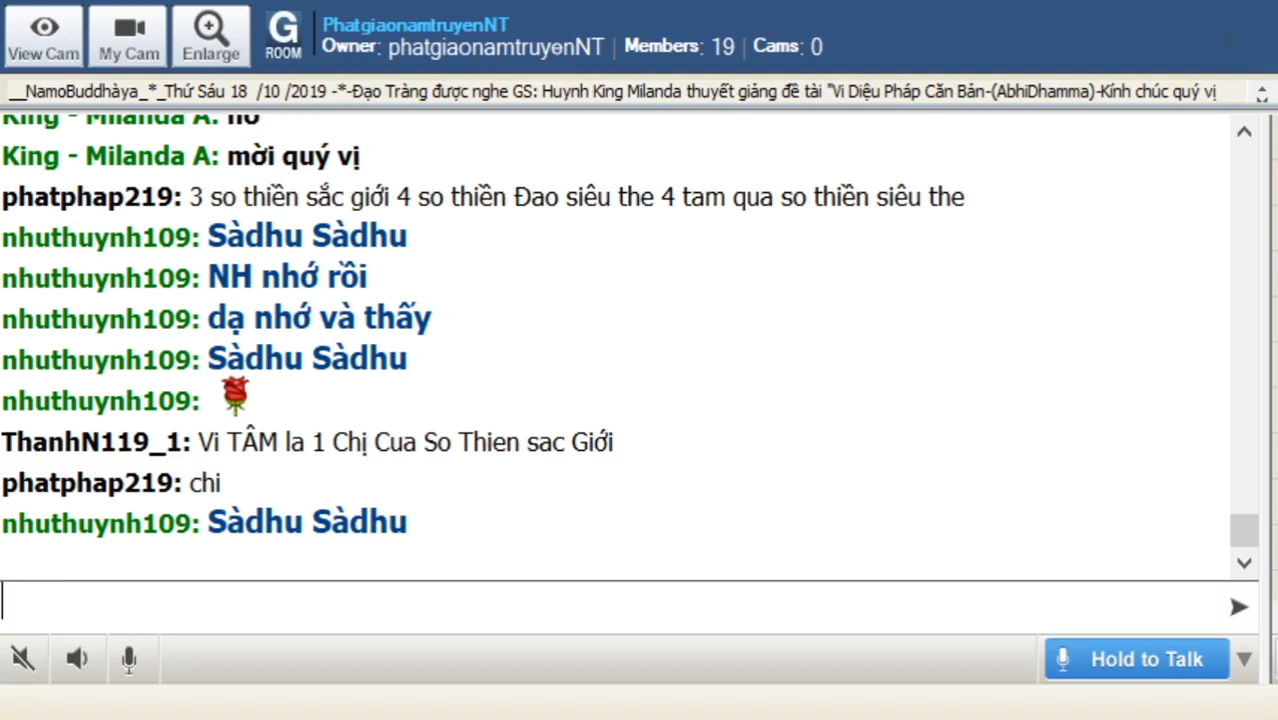 View Cam
My Cam
Enlarge
G
ROOM
PhatgiaonamtruyenNT
Owner: phatgiaonamtruyenNT | Members: 19 | Cams: 0
__NamoBuddhàya_*_Thứ Sáu 18 /10 /2019 -*-Đạo Tràng được nghe GS: Huynh King Milanda thuyết giảng đề tài "Vi Diệu Pháp Căn Bản-(AbhiDhamma)-Kính chúc quý vị
King - Milanda A:
King - Milanda A: mời quý vị
phatphap219: 3 so thiền sắc giới 4 so thiền Đao siêu the 4 tam qua so thiền siêu the
nhuthuynh109: Sàdhu Sàdhu
nhuthuynh109: NH nhớ rồi
nhuthuynh109: dạ nhớ và thấy
nhuthuynh109: Sàdhu Sàdhu
nhuthuynh109:
ThanhN119_1: Vi TÂM la 1 Chị Cua So Thien sac Giới
phatphap219: chi
nhuthuynh109: Sàdhu Sàdhu
Hold to Talk